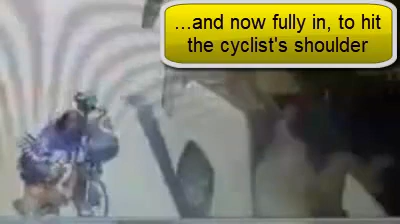 ...and now fully in, to hit
the cyclist's shoulder